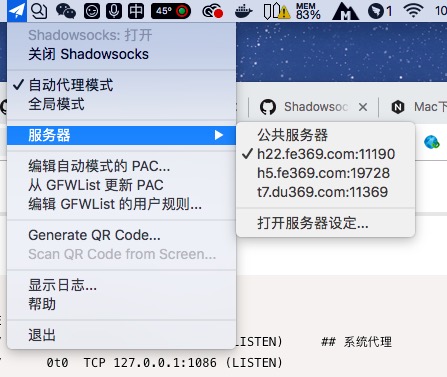 中
45°
MEM
83%
1
10
Shadowsocks: 打开
关闭 Shadowsocks
自动代理模式
全局模式
服务器
编辑自动模式的 PAC...
从 GFWList 更新 PAC
编辑 GFWList 的用户规则...
Generate QR Code...
Scan QR Code from Screen...
显示日志...
帮助
退出
公共服务器
h22.fe369.com:11190
h5.fe369.com:19728
t7.du369.com:11369
打开服务器设定...
Shadowsoc
Mac下
(LISTEN) ## 系统代理
0t0 TCP 127.0.0.1:1086 (LISTEN)